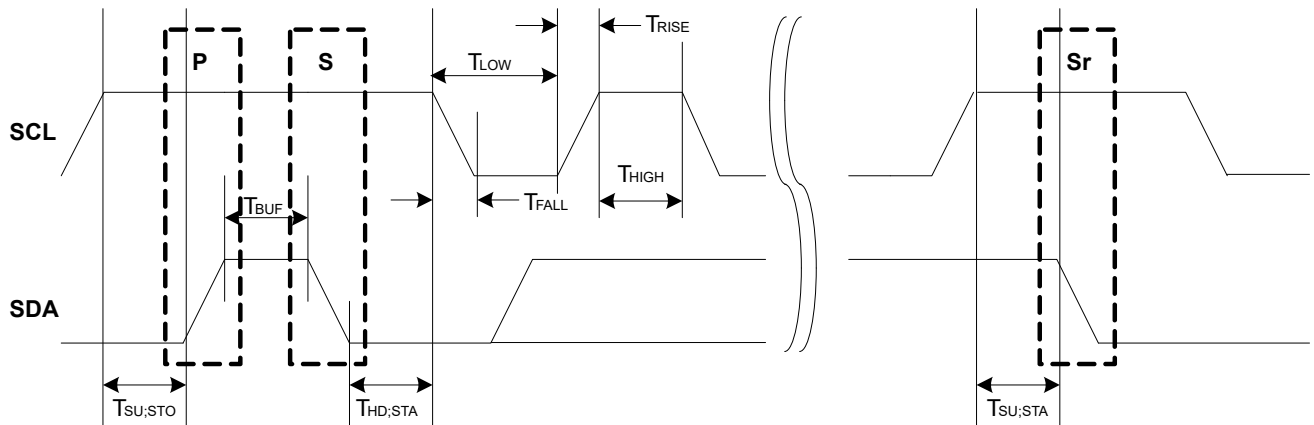 TRISE
P
S
TLOW
Sr
SCL
THIGH
TFALL
TBUF
SDA
TSU;STO
THD;STA
TSU;STA